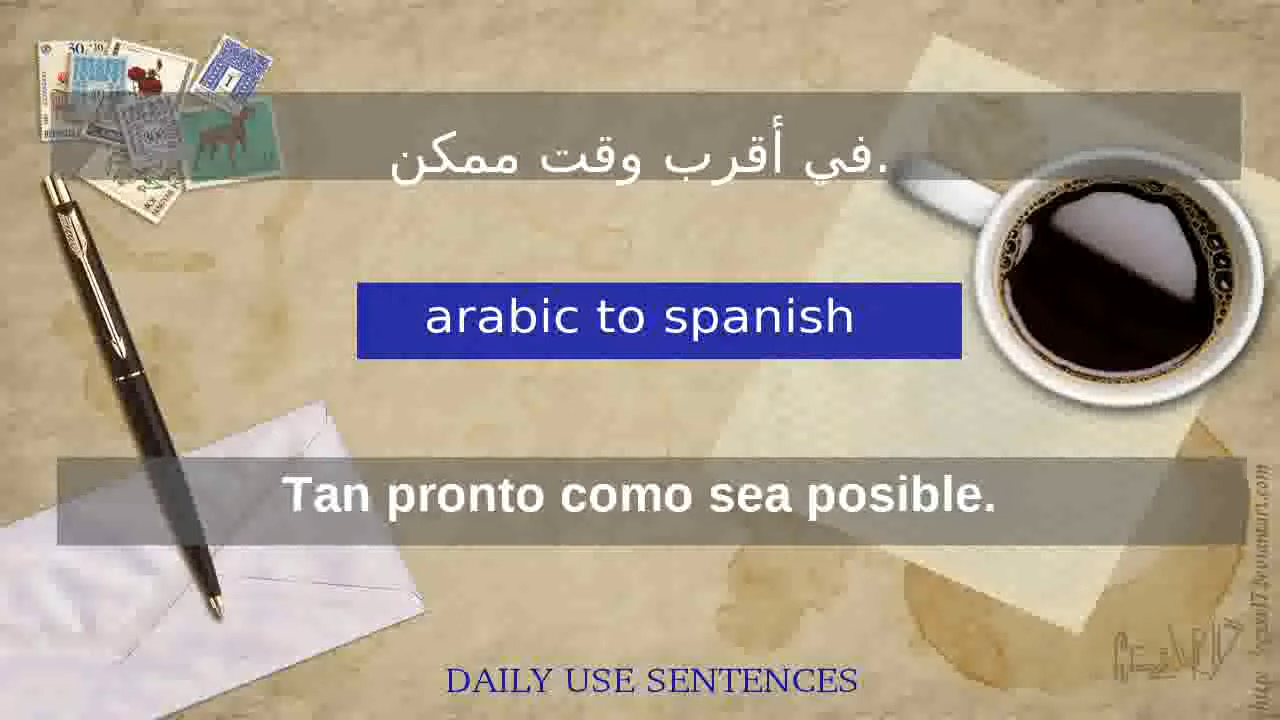 في أقرب وقت ممكن.
arabic to spanish
Tan pronto como sea posible.
DAILY USE SENTENCES